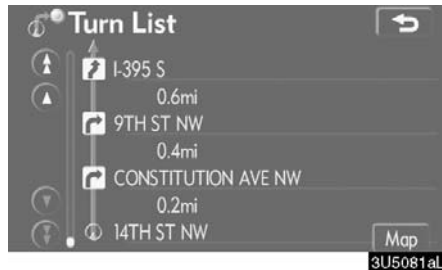 Turn List
I-395 S
0.6mi
9TH ST NW
0.4mi
CONSTITUTION AVE NW
0.2mi
14TH ST NW
Map
3U5081aL